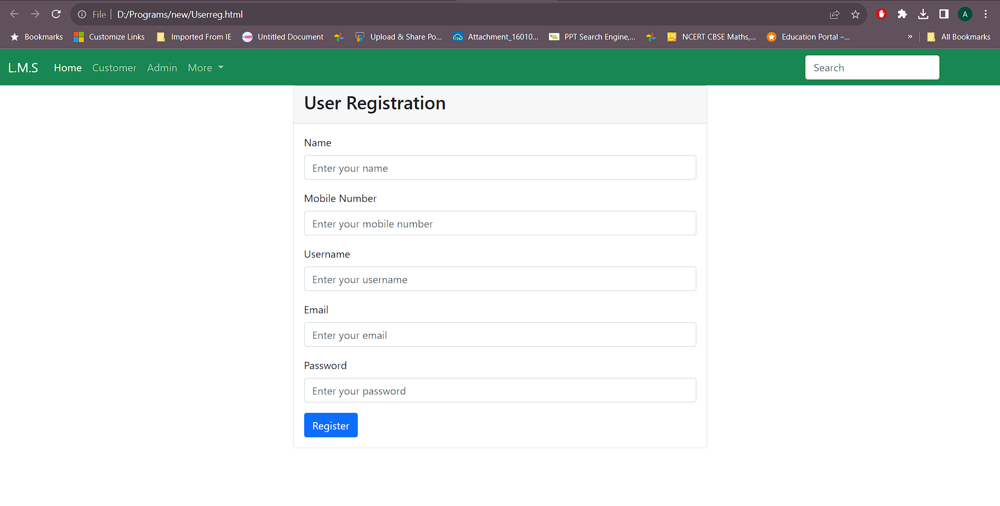 File D:/Programs/new/Userreg.html A
Bookmarks Customize Links Imported From IE Untitled Document Upload & Share Po... Attachment_16010... PPT Search Engine,... LN NCERT CBSE Maths,... Education Portal –... » All Bookmarks
L.M.S Home Customer Admin More Search
User Registration
Name
Enter your name
Mobile Number
Enter your mobile number
Username
Enter your username
Email
Enter your email
Password
Enter your password
Register